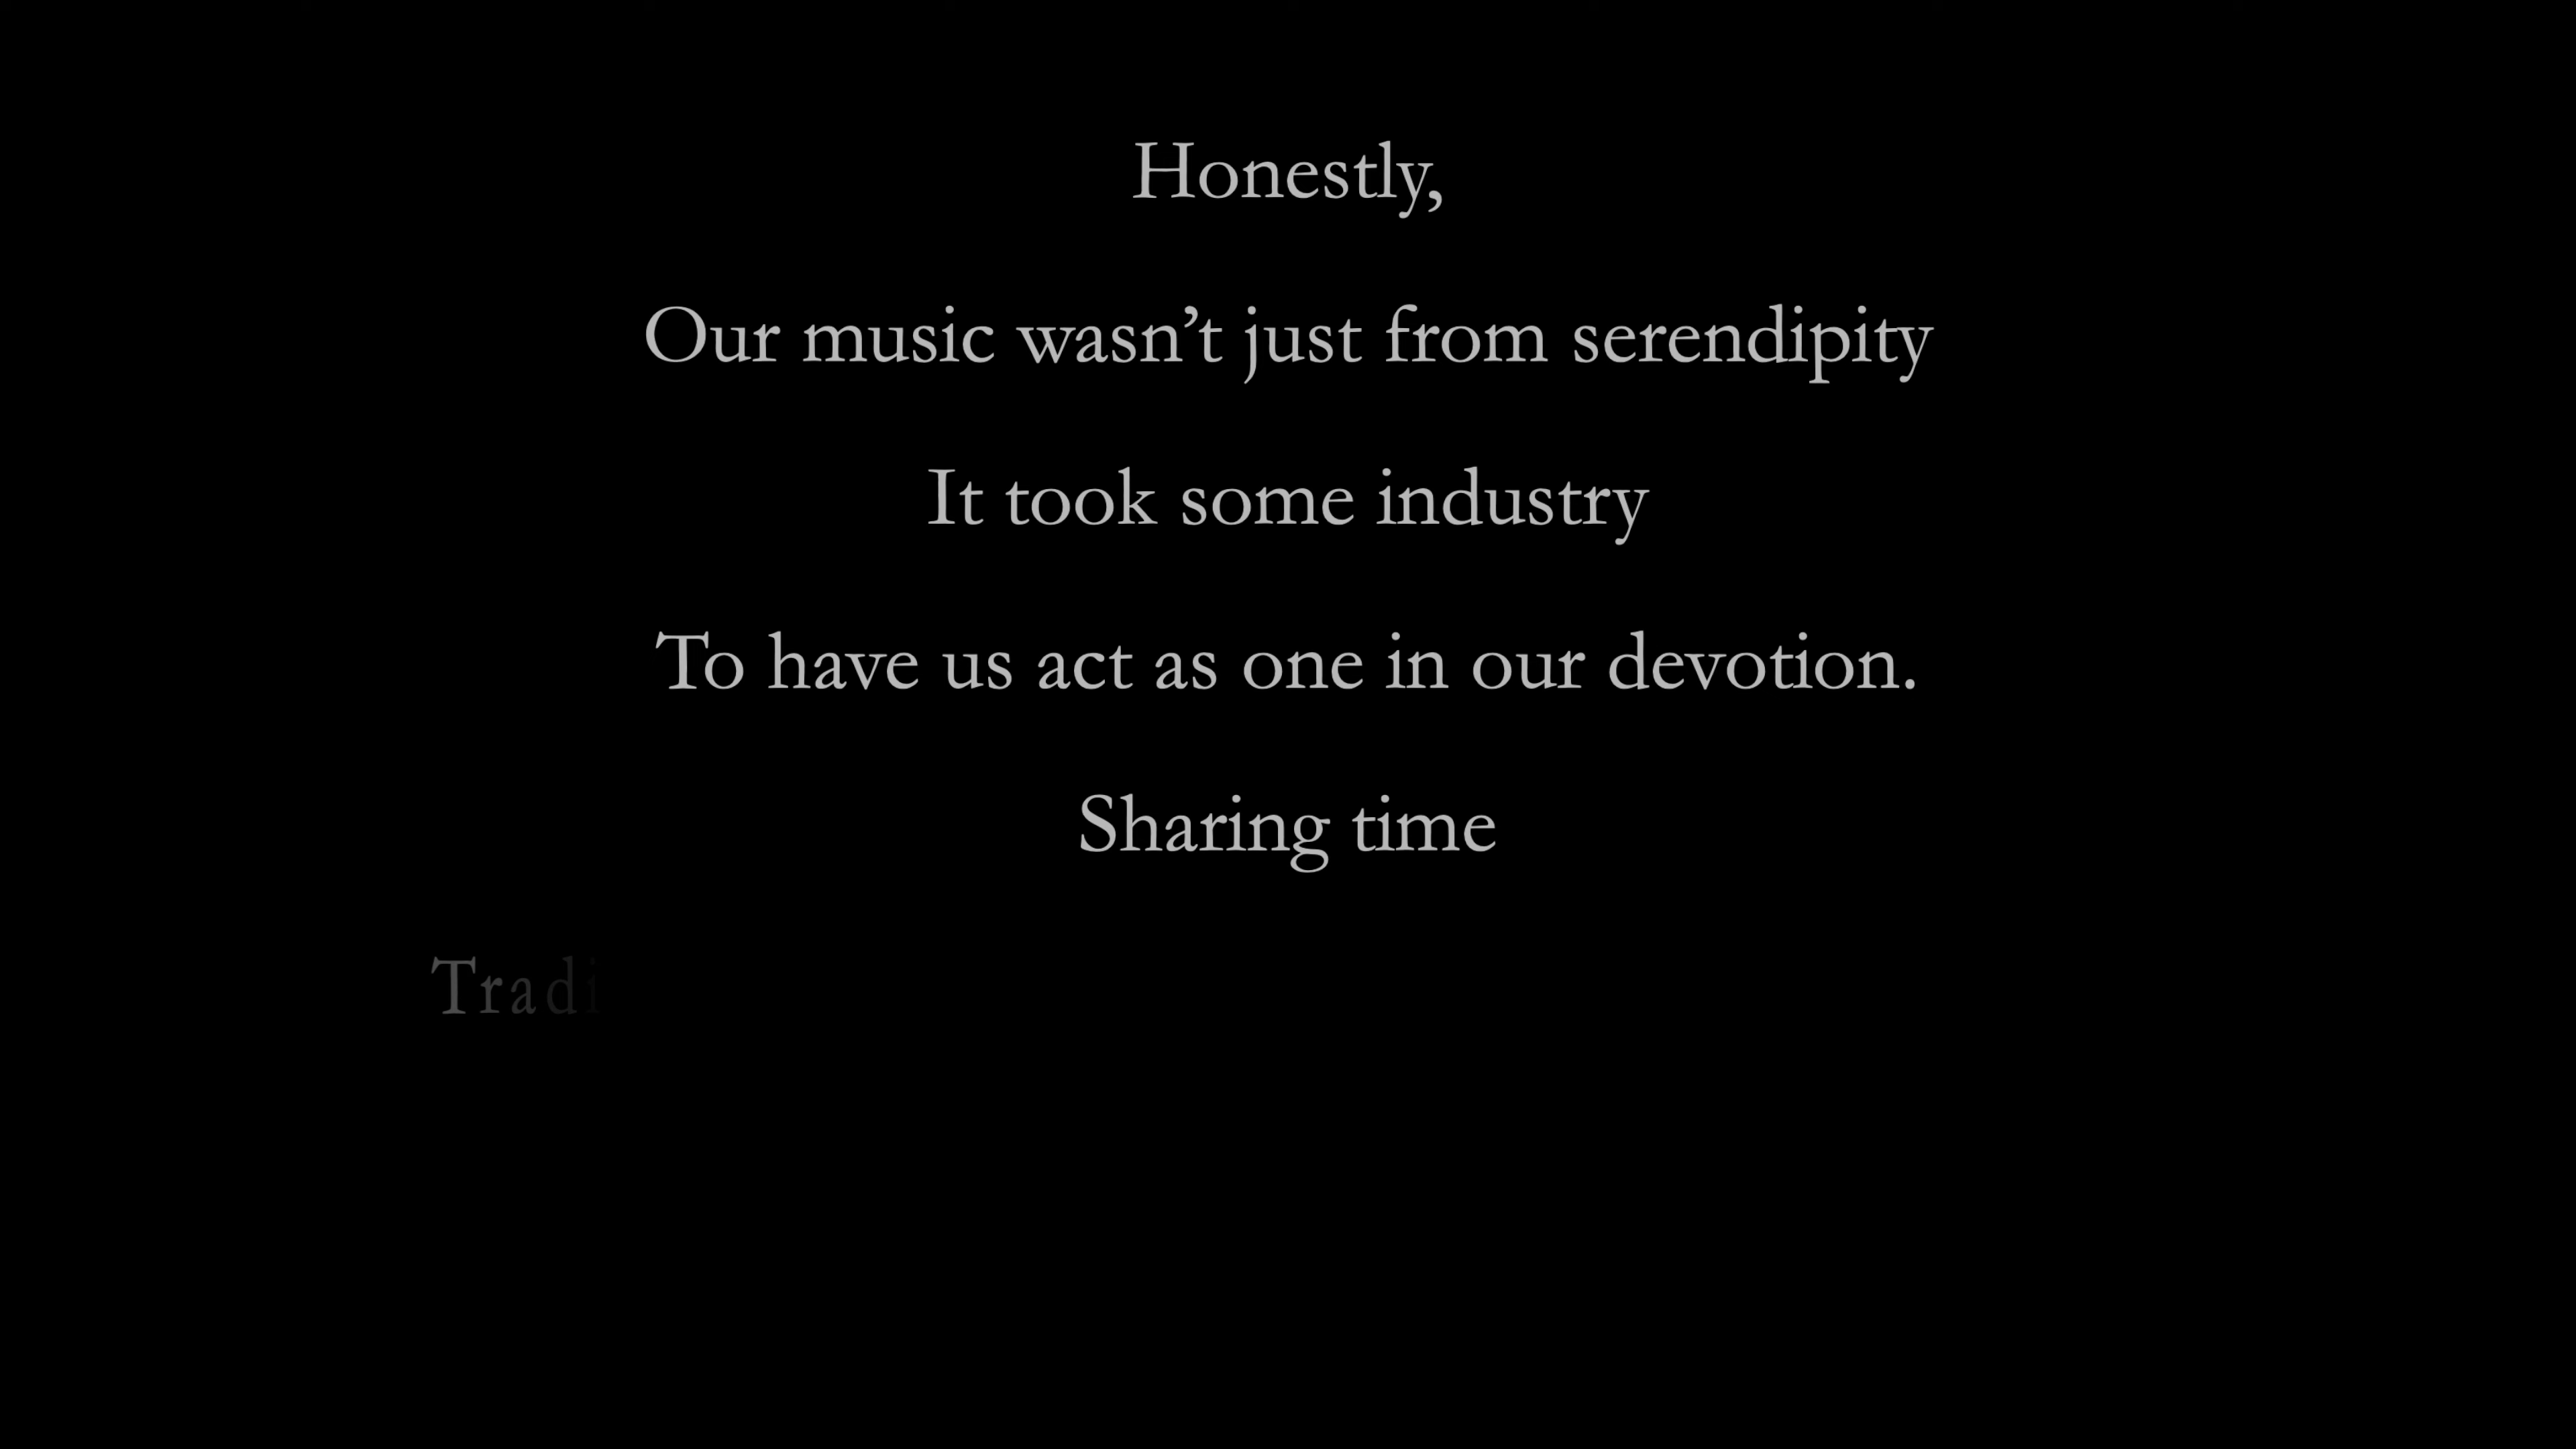 Honestly,
Our music wasn’t just from serendipity
It took some industry
To have us act as one in our devotion.
Sharing time
Tradi